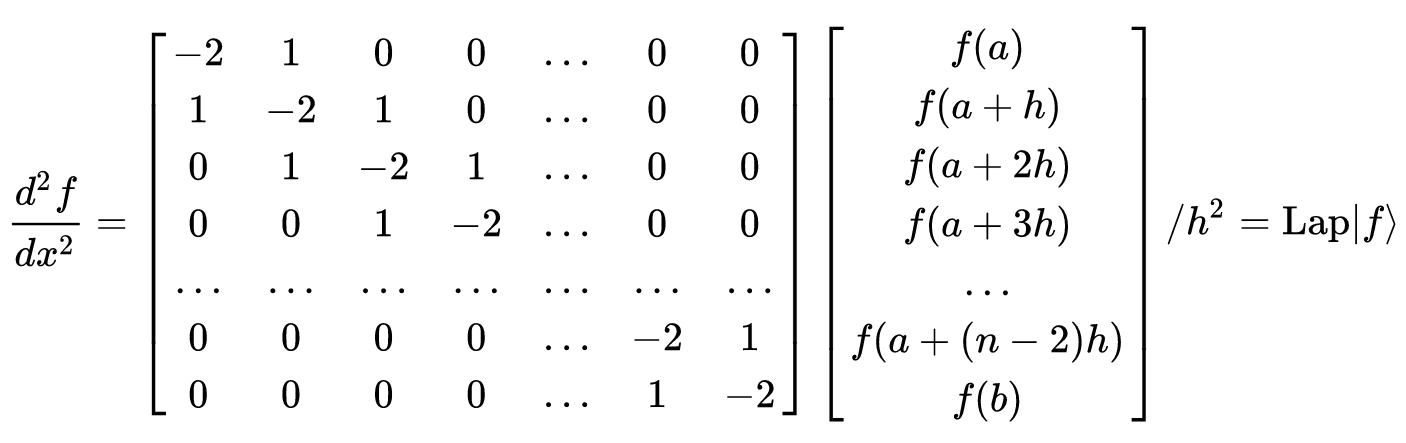 d²f/dx² = [ −2 1 0 0 … 0 0 ] [ f(a) ] /h² = Lap|f⟩
1 −2 1 0 … 0 0 f(a + h)
0 1 −2 1 … 0 0 f(a + 2h)
0 0 1 −2 … 0 0 f(a + 3h)
… … … … … … … …
0 0 0 0 … −2 1 f(a + (n − 2)h)
0 0 0 0 … 1 −2 f(b)